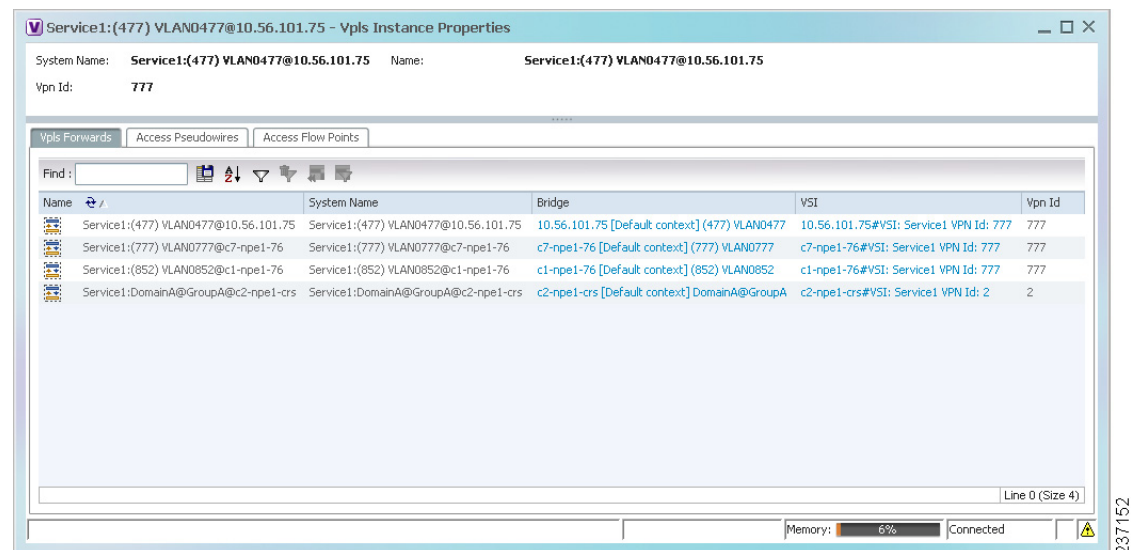 Service1:(477) VLAN0477@10.56.101.75 - Vpls Instance Properties
System Name: Service1:(477) VLAN0477@10.56.101.75 Name: Service1:(477) VLAN0477@10.56.101.75
Vpn Id: 777
Vpls Forwards Access Pseudowires Access Flow Points
Find :
Name System Name Bridge VSI Vpn Id
Service1:(477) VLAN0477@10.56.101.75 Service1:(477) VLAN0477@10.56.101.75 10.56.101.75 [Default context] (477) VLAN0477 10.56.101.75#VSI: Service1 VPN Id: 777 777
Service1:(777) VLAN0777@c7-npe1-76 Service1:(777) VLAN0777@c7-npe1-76 c7-npe1-76 [Default context] (777) VLAN0777 c7-npe1-76#VSI: Service1 VPN Id: 777 777
Service1:(852) VLAN0852@c1-npe1-76 Service1:(852) VLAN0852@c1-npe1-76 c1-npe1-76 [Default context] (852) VLAN0852 c1-npe1-76#VSI: Service1 VPN Id: 777 777
Service1:DomainA@GroupA@c2-npe1-crs Service1:DomainA@GroupA@c2-npe1-crs c2-npe1-crs [Default context] DomainA@GroupA c2-npe1-crs#VSI: Service1 VPN Id: 2 2
Line 0 (Size 4)
Memory: 6% Connected
237152